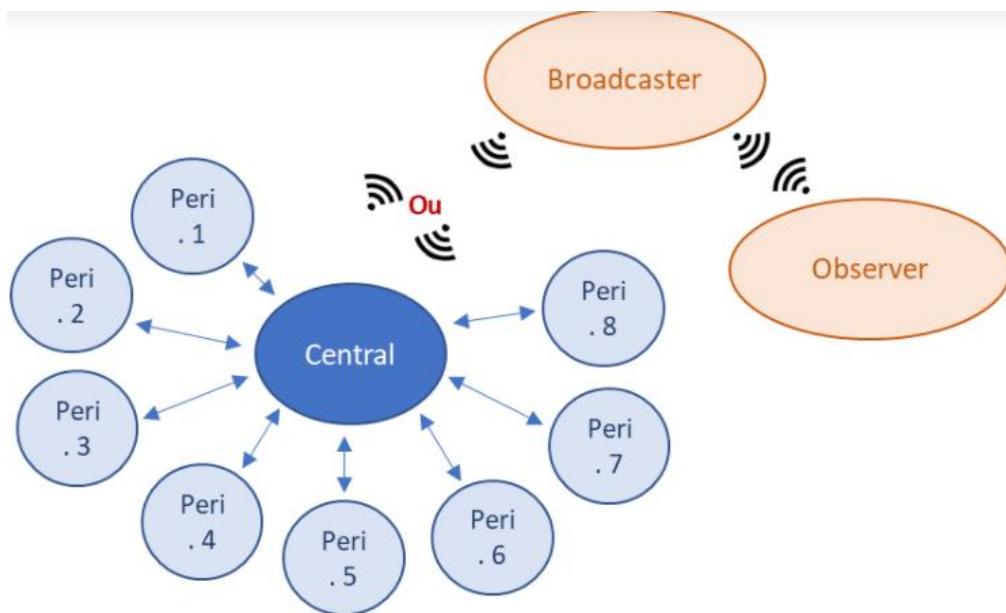 Broadcaster
Ou
Observer
Peri
. 1
Peri
. 2
Peri
. 3
Peri
. 4
Peri
. 5
Peri
. 6
Peri
. 7
Peri
. 8
Central